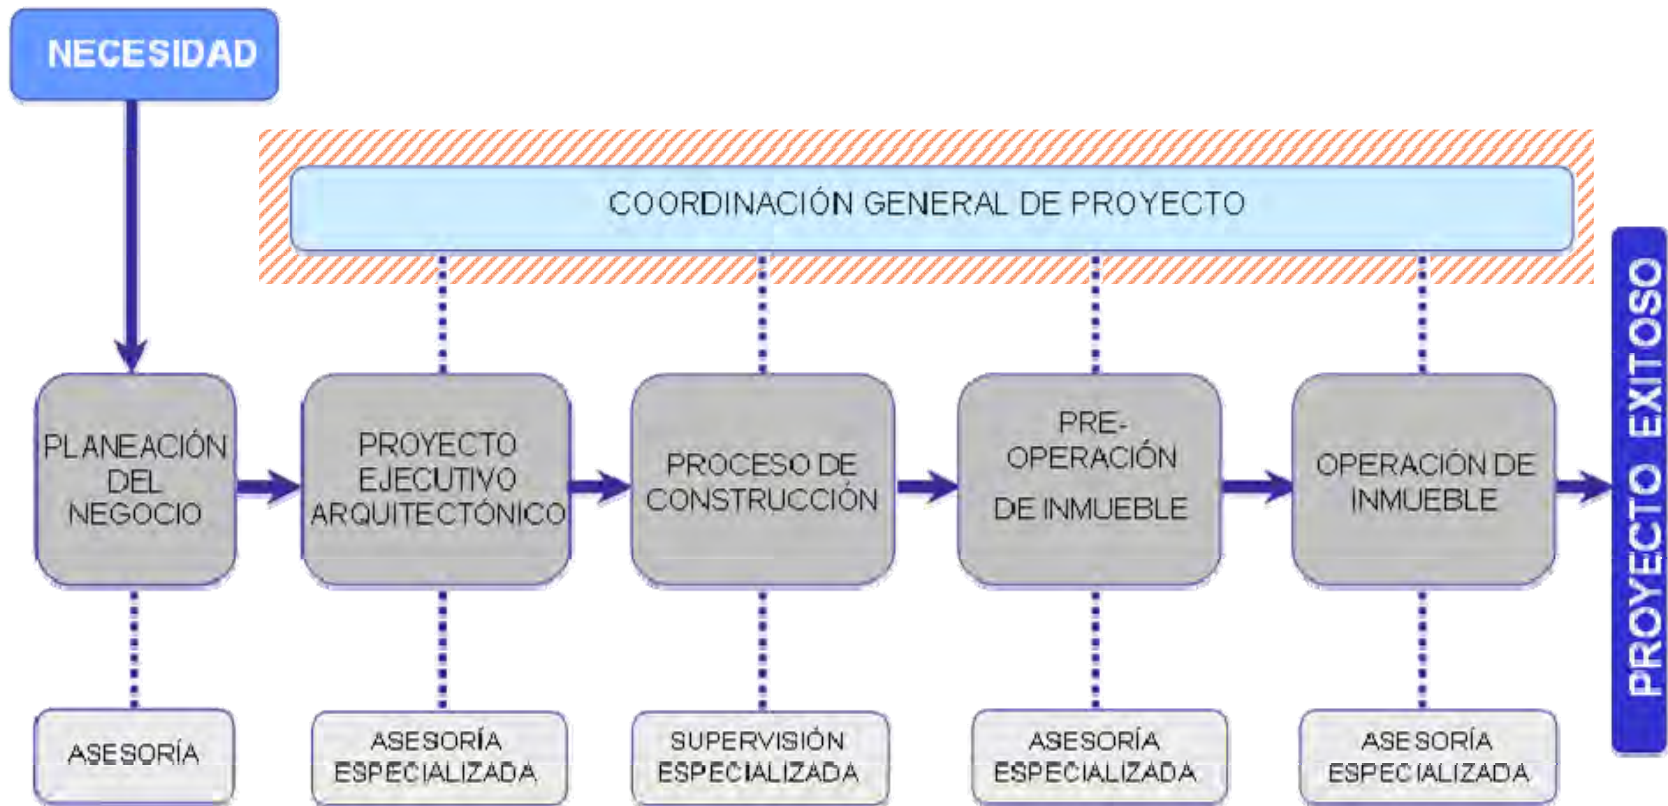 NECESIDAD
COORDINACIÓN GENERAL DE PROYECTO
PLANEACIÓN
DEL
NEGOCIO
PROYECTO
EJECUTIVO
ARQUITECTÓNICO
PROCESO DE
CONSTRUCCIÓN
PRE-
OPERACIÓN
DE INMUEBLE
OPERACIÓN DE
INMUEBLE
PROYECTO EXITOSO
ASESORÍA
ASESORÍA
ESPECIALIZADA
SUPERVISIÓN
ESPECIALIZADA
ASESORÍA
ESPECIALIZADA
ASESORÍA
ESPECIALIZADA